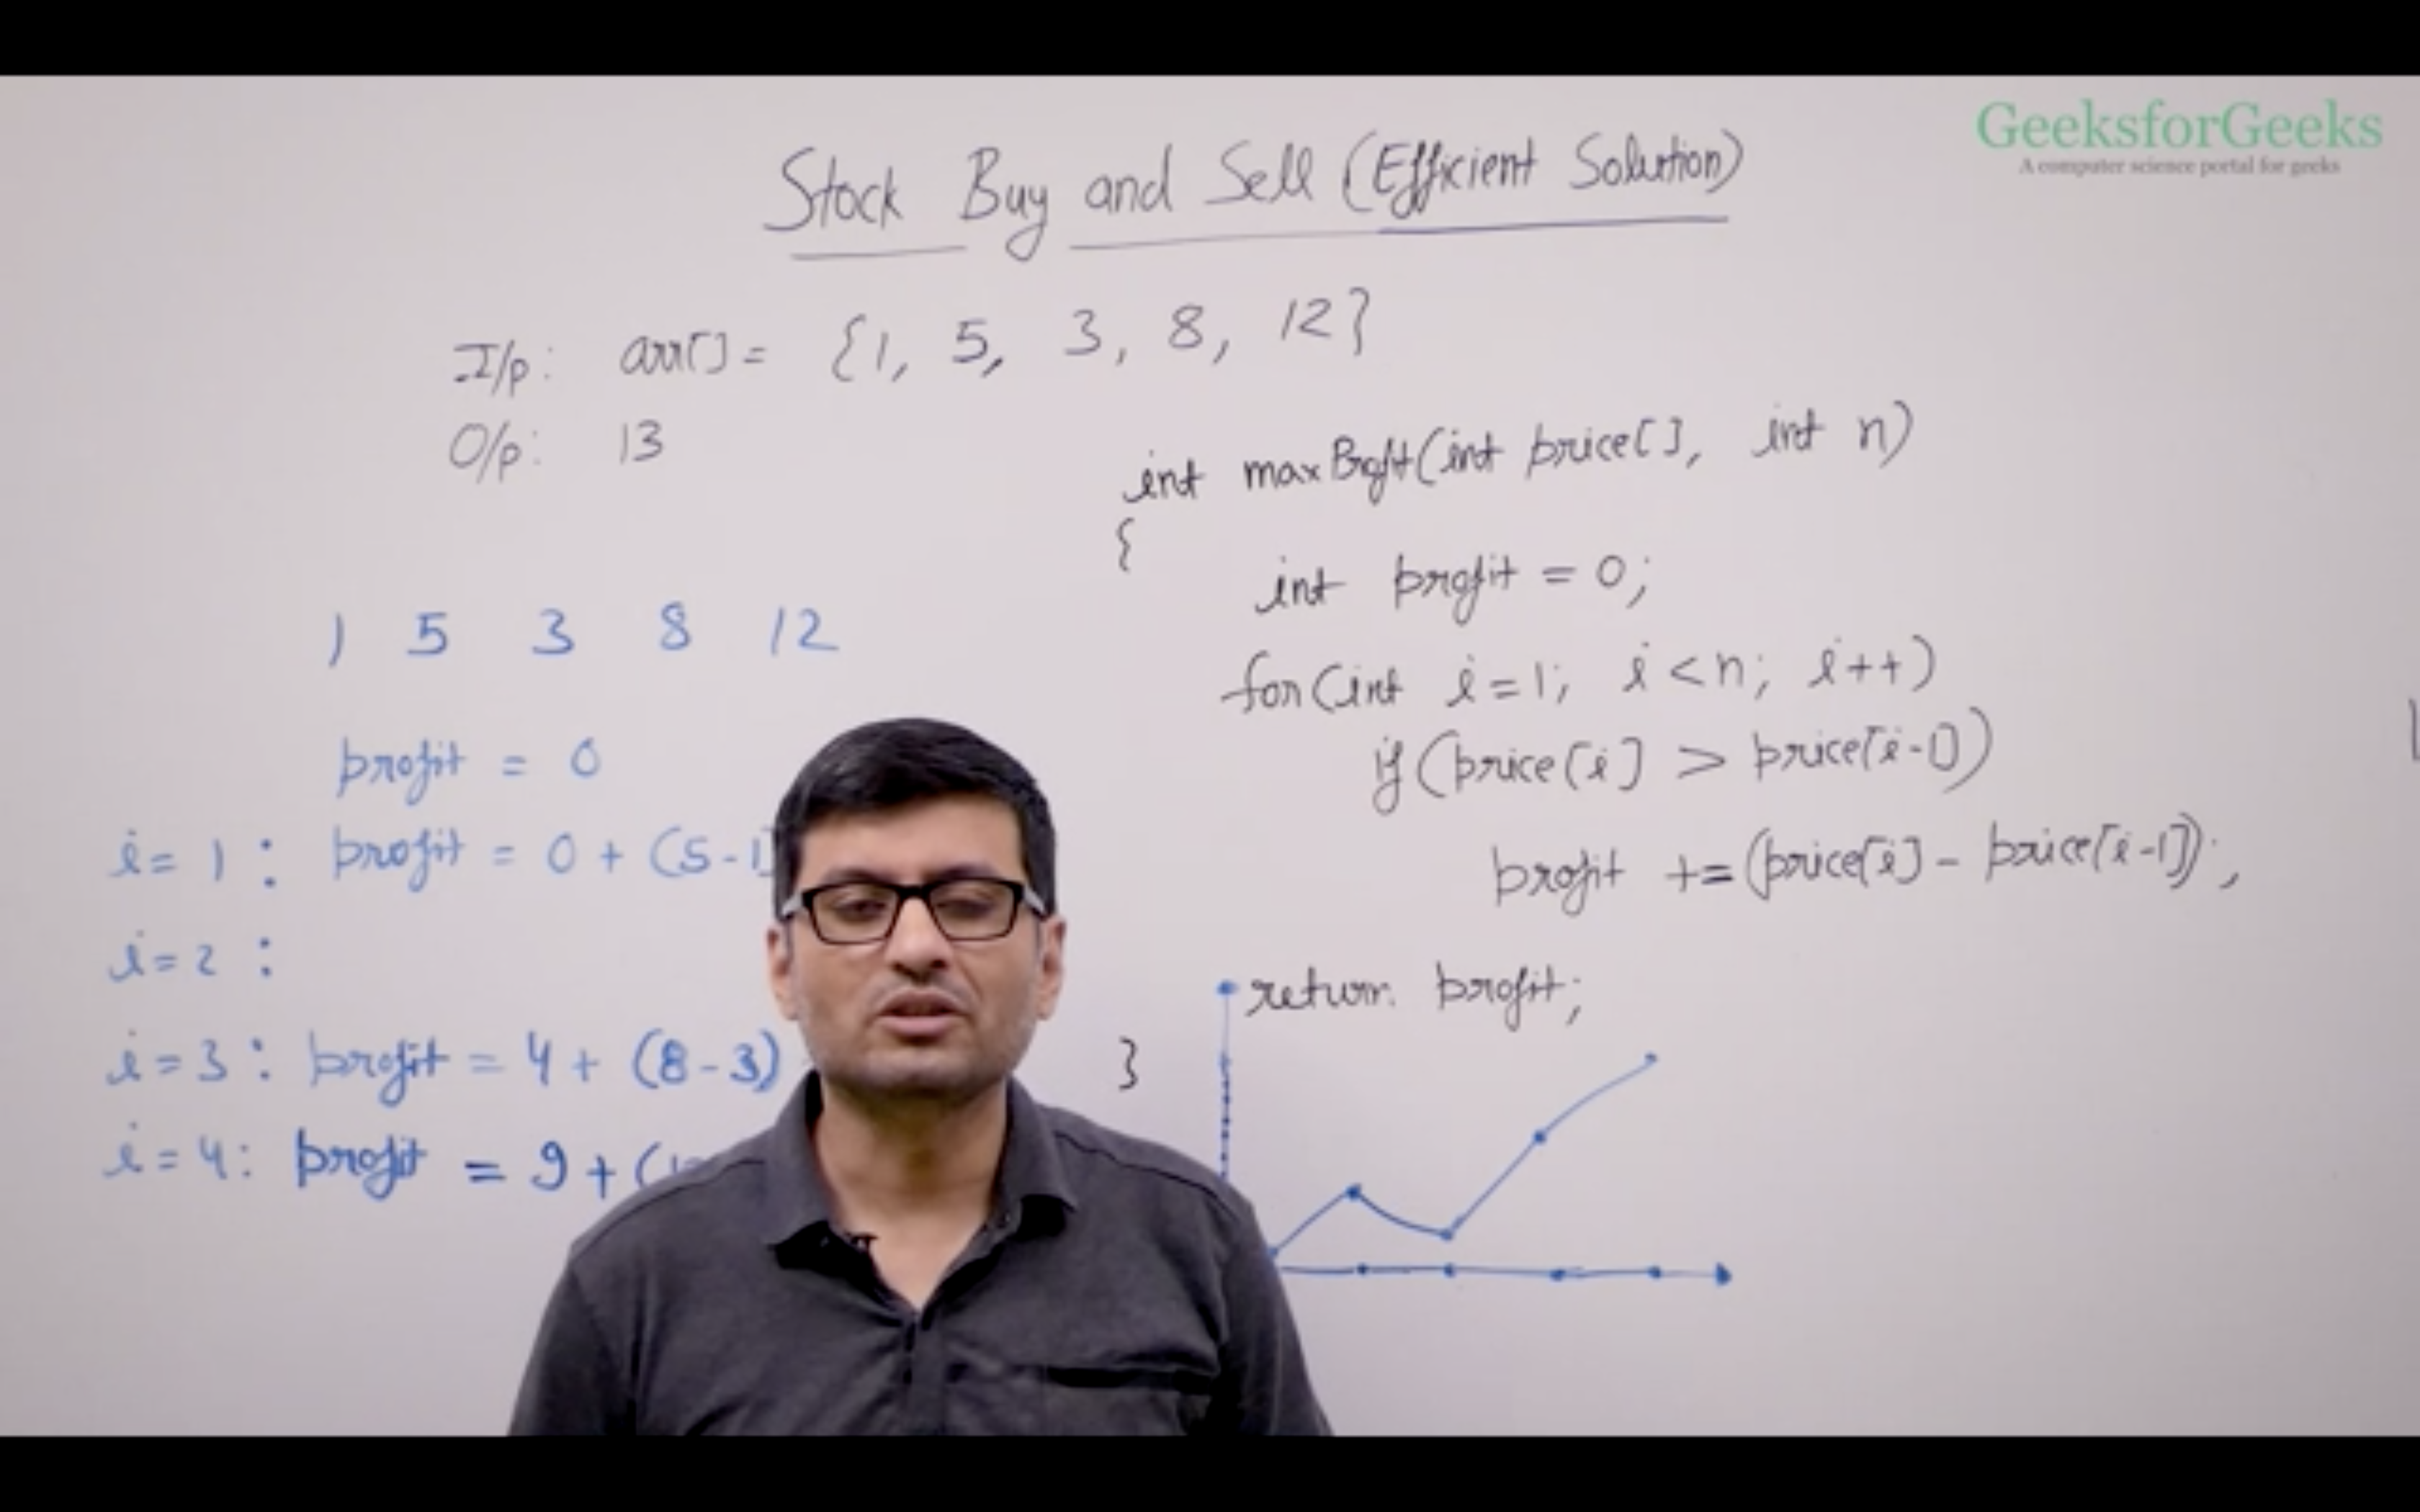 GeeksforGeeks
A computer science portal for geeks
Stock Buy and Sell (Efficient Solution)
I/p: arr[] = {1, 5, 3, 8, 12}
O/p: 13
int maxProfit(int price[], int n)
{
int profit = 0;
for(int i=1; i<n; i++)
if(price[i] > price[i-1])
profit += (price[i] - price[i-1]);
return profit;
}
1 5 3 8 12
profit = 0
i=1: profit = 0 + (5-1
i=2:
i=3: profit = 4 + (8-3)
i=4: profit = 9 + (